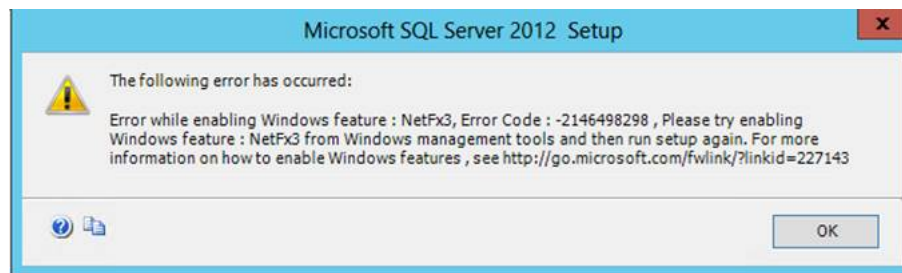 Microsoft SQL Server 2012 Setup
x
The following error has occurred:
Error while enabling Windows feature : NetFx3, Error Code : -2146498298 , Please try enabling
Windows feature : NetFx3 from Windows management tools and then run setup again. For more
information on how to enable Windows features , see http://go.microsoft.com/fwlink/?linkid=227143
OK